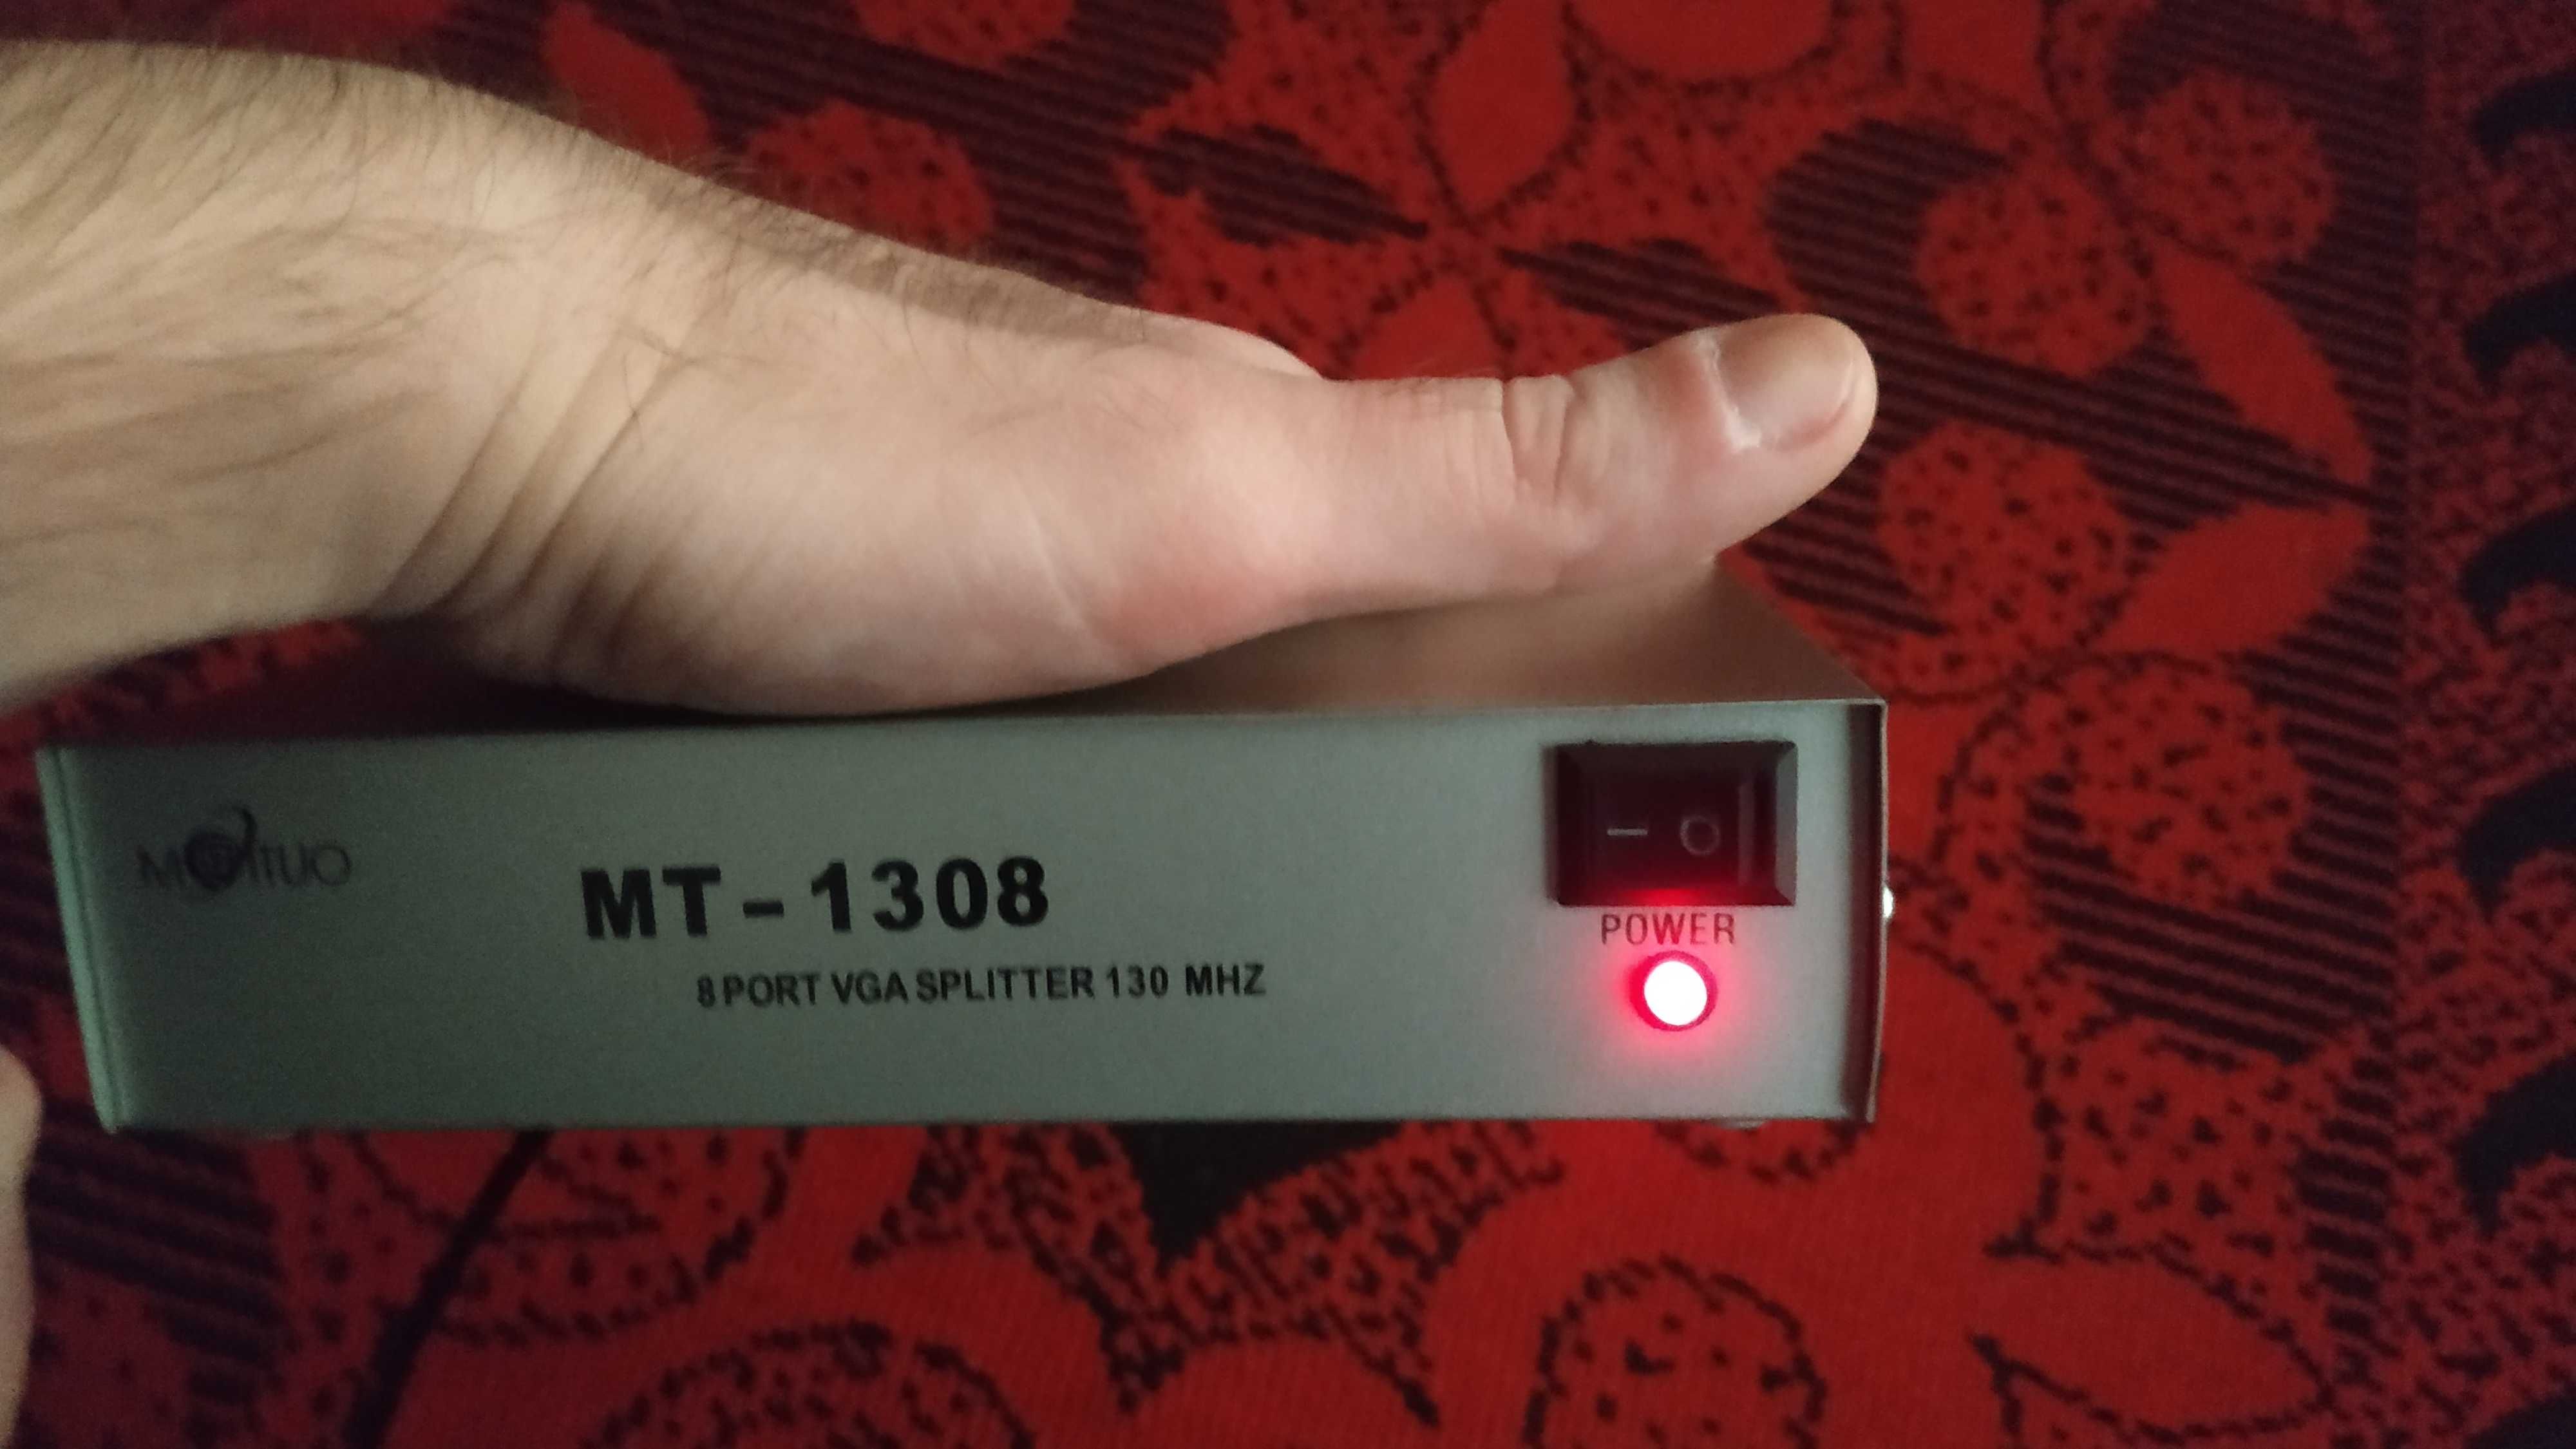 MT-1308
8 PORT VGA SPLITTER 130 MHZ
POWER